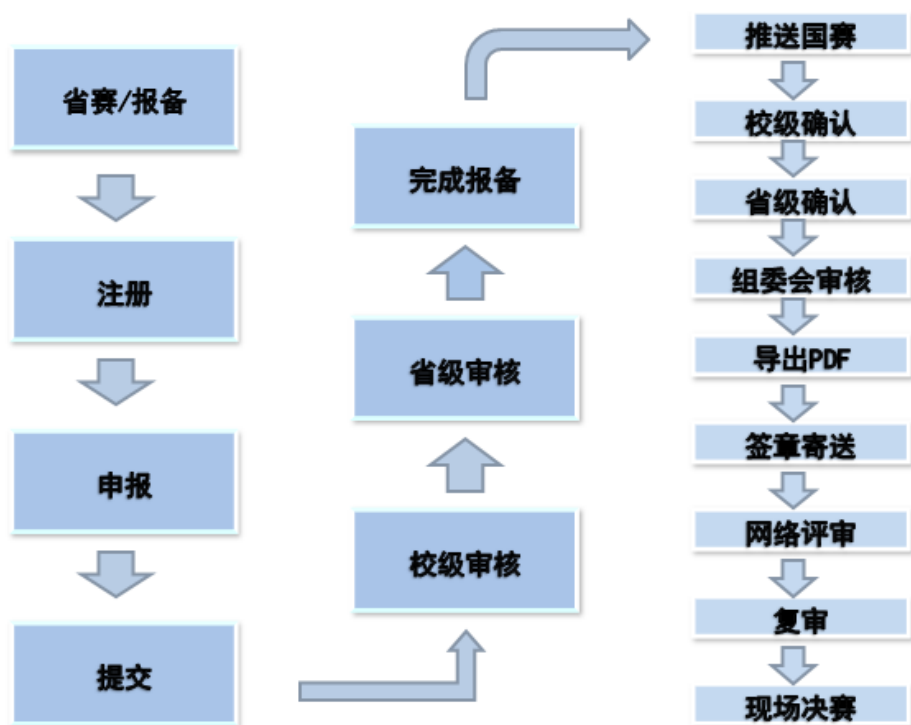 省赛/报备
注册
申报
提交
校级审核
省级审核
完成报备
推送国赛
校级确认
省级确认
组委会审核
导出PDF
签章寄送
网络评审
复审
现场决赛